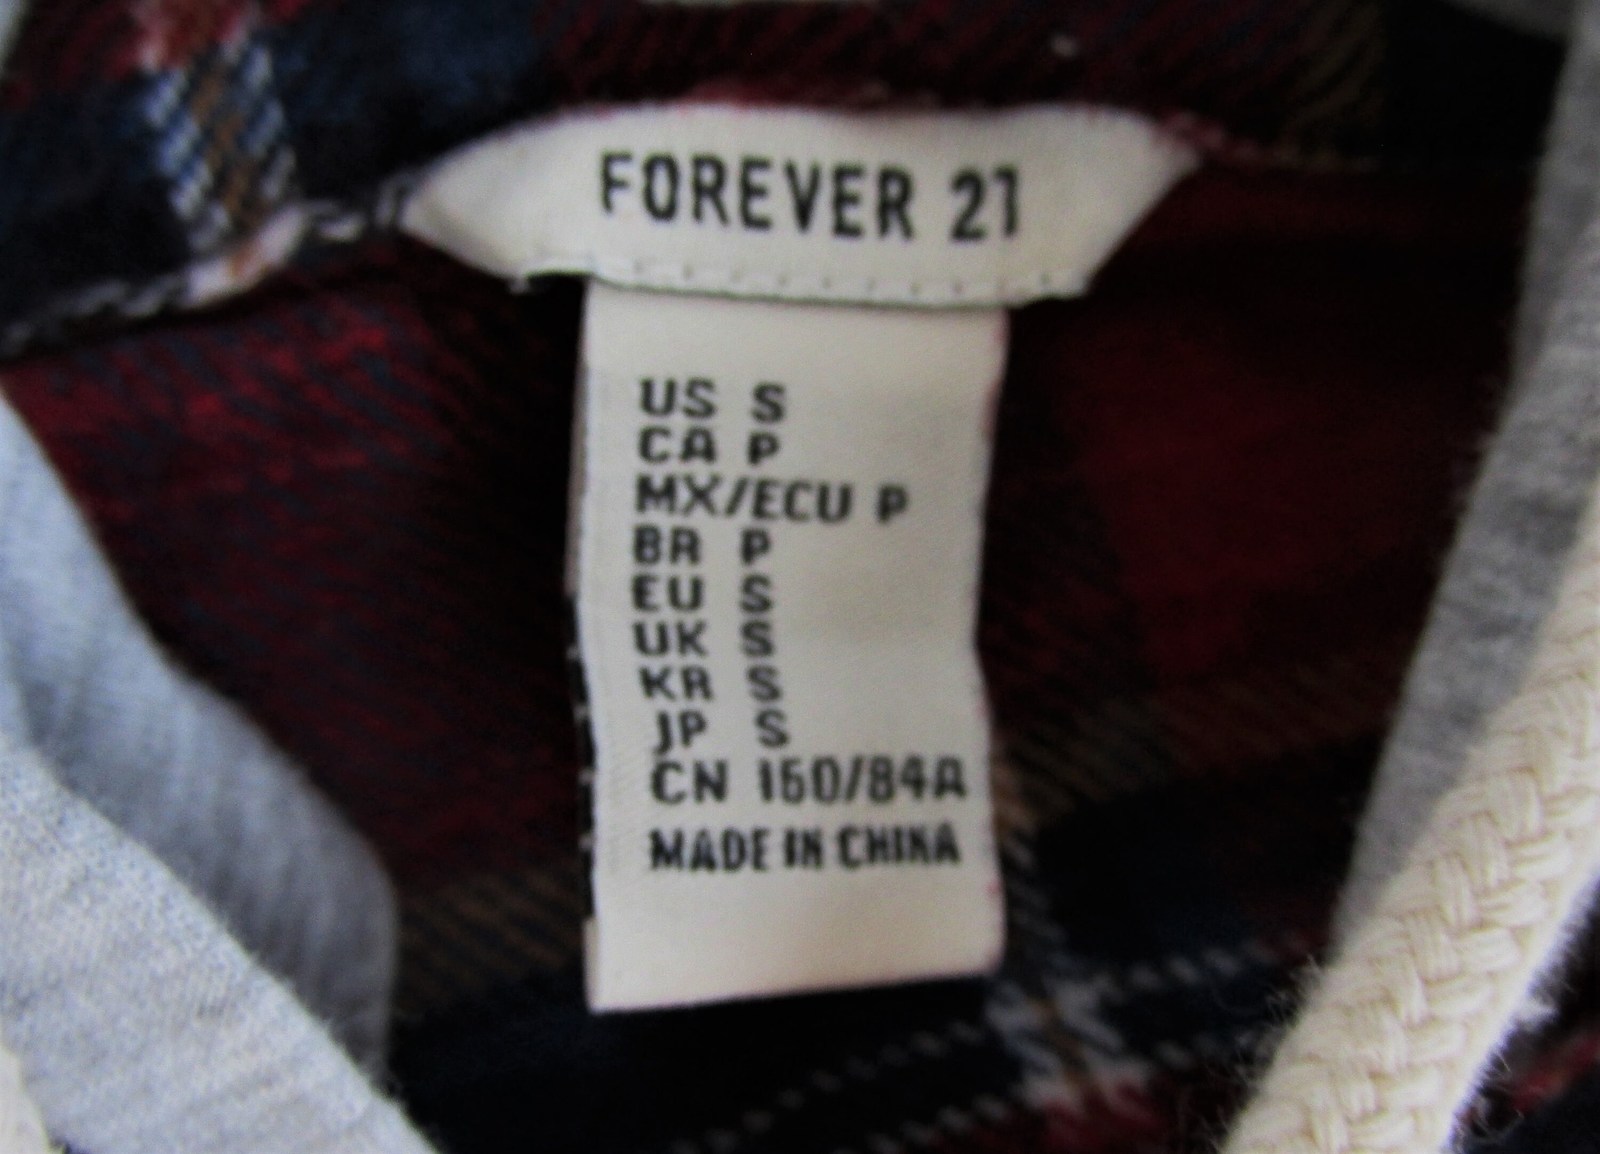 FOREVER 21
US S
CA P
MX/ECU P
BR P
EU S
UK S
KR S
JP S
CN 160/84A
MADE IN CHINA